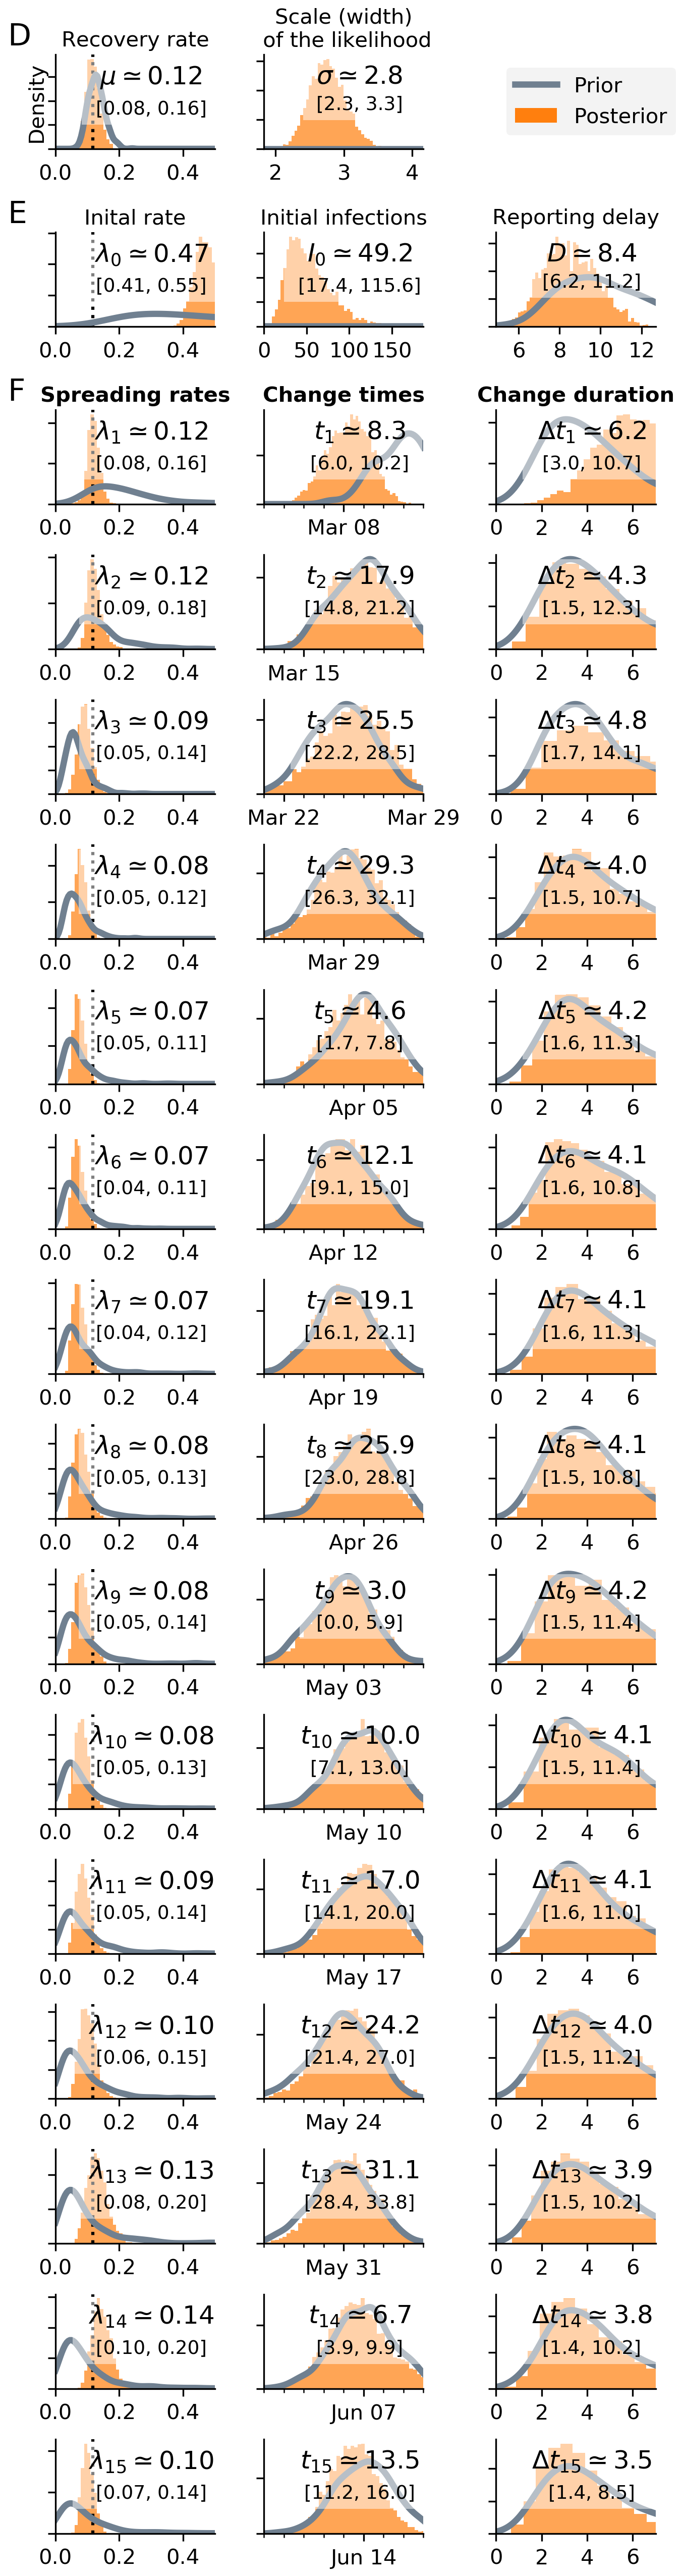 D
Recovery rate
Scale (width)
of the likelihood
Density
μ ≃ 0.12
[0.08, 0.16]
σ ≃ 2.8
[2.3, 3.3]
Prior
Posterior
0.0 0.2 0.4
2 3 4
E
Inital rate
Initial infections
Reporting delay
λ0 ≃ 0.47
[0.41, 0.55]
I0 ≃ 49.2
[17.4, 115.6]
D ≃ 8.4
[6.2, 11.2]
0.0 0.2 0.4
0 50 100 150
6 8 10 12
F
Spreading rates
Change times
Change duration
λ1 ≃ 0.12
[0.08, 0.16]
t1 ≃ 8.3
[6.0, 10.2]
Δt1 ≃ 6.2
[3.0, 10.7]
0.0 0.2 0.4
Mar 08
0 2 4 6
λ2 ≃ 0.12
[0.09, 0.18]
t2 ≃ 17.9
[14.8, 21.2]
Δt2 ≃ 4.3
[1.5, 12.3]
0.0 0.2 0.4
Mar 15
0 2 4 6
λ3 ≃ 0.09
[0.05, 0.14]
t3 ≃ 25.5
[22.2, 28.5]
Δt3 ≃ 4.8
[1.7, 14.1]
0.0 0.2 0.4
Mar 22 Mar 29
0 2 4 6
λ4 ≃ 0.08
[0.05, 0.12]
t4 ≃ 29.3
[26.3, 32.1]
Δt4 ≃ 4.0
[1.5, 10.7]
0.0 0.2 0.4
Mar 29
0 2 4 6
λ5 ≃ 0.07
[0.05, 0.11]
t5 ≃ 4.6
[1.7, 7.8]
Δt5 ≃ 4.2
[1.6, 11.3]
0.0 0.2 0.4
Apr 05
0 2 4 6
λ6 ≃ 0.07
[0.04, 0.11]
t6 ≃ 12.1
[9.1, 15.0]
Δt6 ≃ 4.1
[1.6, 10.8]
0.0 0.2 0.4
Apr 12
0 2 4 6
λ7 ≃ 0.07
[0.04, 0.12]
t7 ≃ 19.1
[16.1, 22.1]
Δt7 ≃ 4.1
[1.6, 11.3]
0.0 0.2 0.4
Apr 19
0 2 4 6
λ8 ≃ 0.08
[0.05, 0.13]
t8 ≃ 25.9
[23.0, 28.8]
Δt8 ≃ 4.1
[1.5, 10.8]
0.0 0.2 0.4
Apr 26
0 2 4 6
λ9 ≃ 0.08
[0.05, 0.14]
t9 ≃ 3.0
[0.0, 5.9]
Δt9 ≃ 4.2
[1.5, 11.4]
0.0 0.2 0.4
May 03
0 2 4 6
λ10 ≃ 0.08
[0.05, 0.13]
t10 ≃ 10.0
[7.1, 13.0]
Δt10 ≃ 4.1
[1.5, 11.4]
0.0 0.2 0.4
May 10
0 2 4 6
λ11 ≃ 0.09
[0.05, 0.14]
t11 ≃ 17.0
[14.1, 20.0]
Δt11 ≃ 4.1
[1.6, 11.0]
0.0 0.2 0.4
May 17
0 2 4 6
λ12 ≃ 0.10
[0.06, 0.15]
t12 ≃ 24.2
[21.4, 27.0]
Δt12 ≃ 4.0
[1.5, 11.2]
0.0 0.2 0.4
May 24
0 2 4 6
λ13 ≃ 0.13
[0.08, 0.20]
t13 ≃ 31.1
[28.4, 33.8]
Δt13 ≃ 3.9
[1.5, 10.2]
0.0 0.2 0.4
May 31
0 2 4 6
λ14 ≃ 0.14
[0.10, 0.20]
t14 ≃ 6.7
[3.9, 9.9]
Δt14 ≃ 3.8
[1.4, 10.2]
0.0 0.2 0.4
Jun 07
0 2 4 6
λ15 ≃ 0.10
[0.07, 0.14]
t15 ≃ 13.5
[11.2, 16.0]
Δt15 ≃ 3.5
[1.4, 8.5]
0.0 0.2 0.4
Jun 14
0 2 4 6